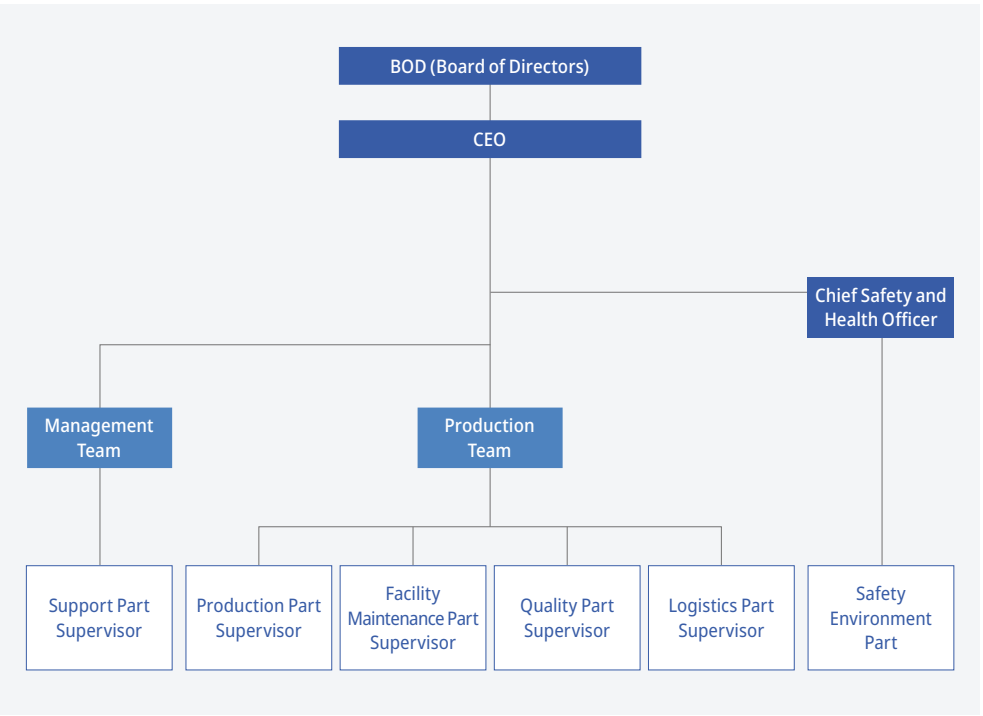 BOD (Board of Directors)
CEO
Chief Safety and
Health Officer
Management
Team
Production
Team
Support Part
Supervisor
Production Part
Supervisor
Facility
Maintenance Part
Supervisor
Quality Part
Supervisor
Logistics Part
Supervisor
Safety
Environment
Part